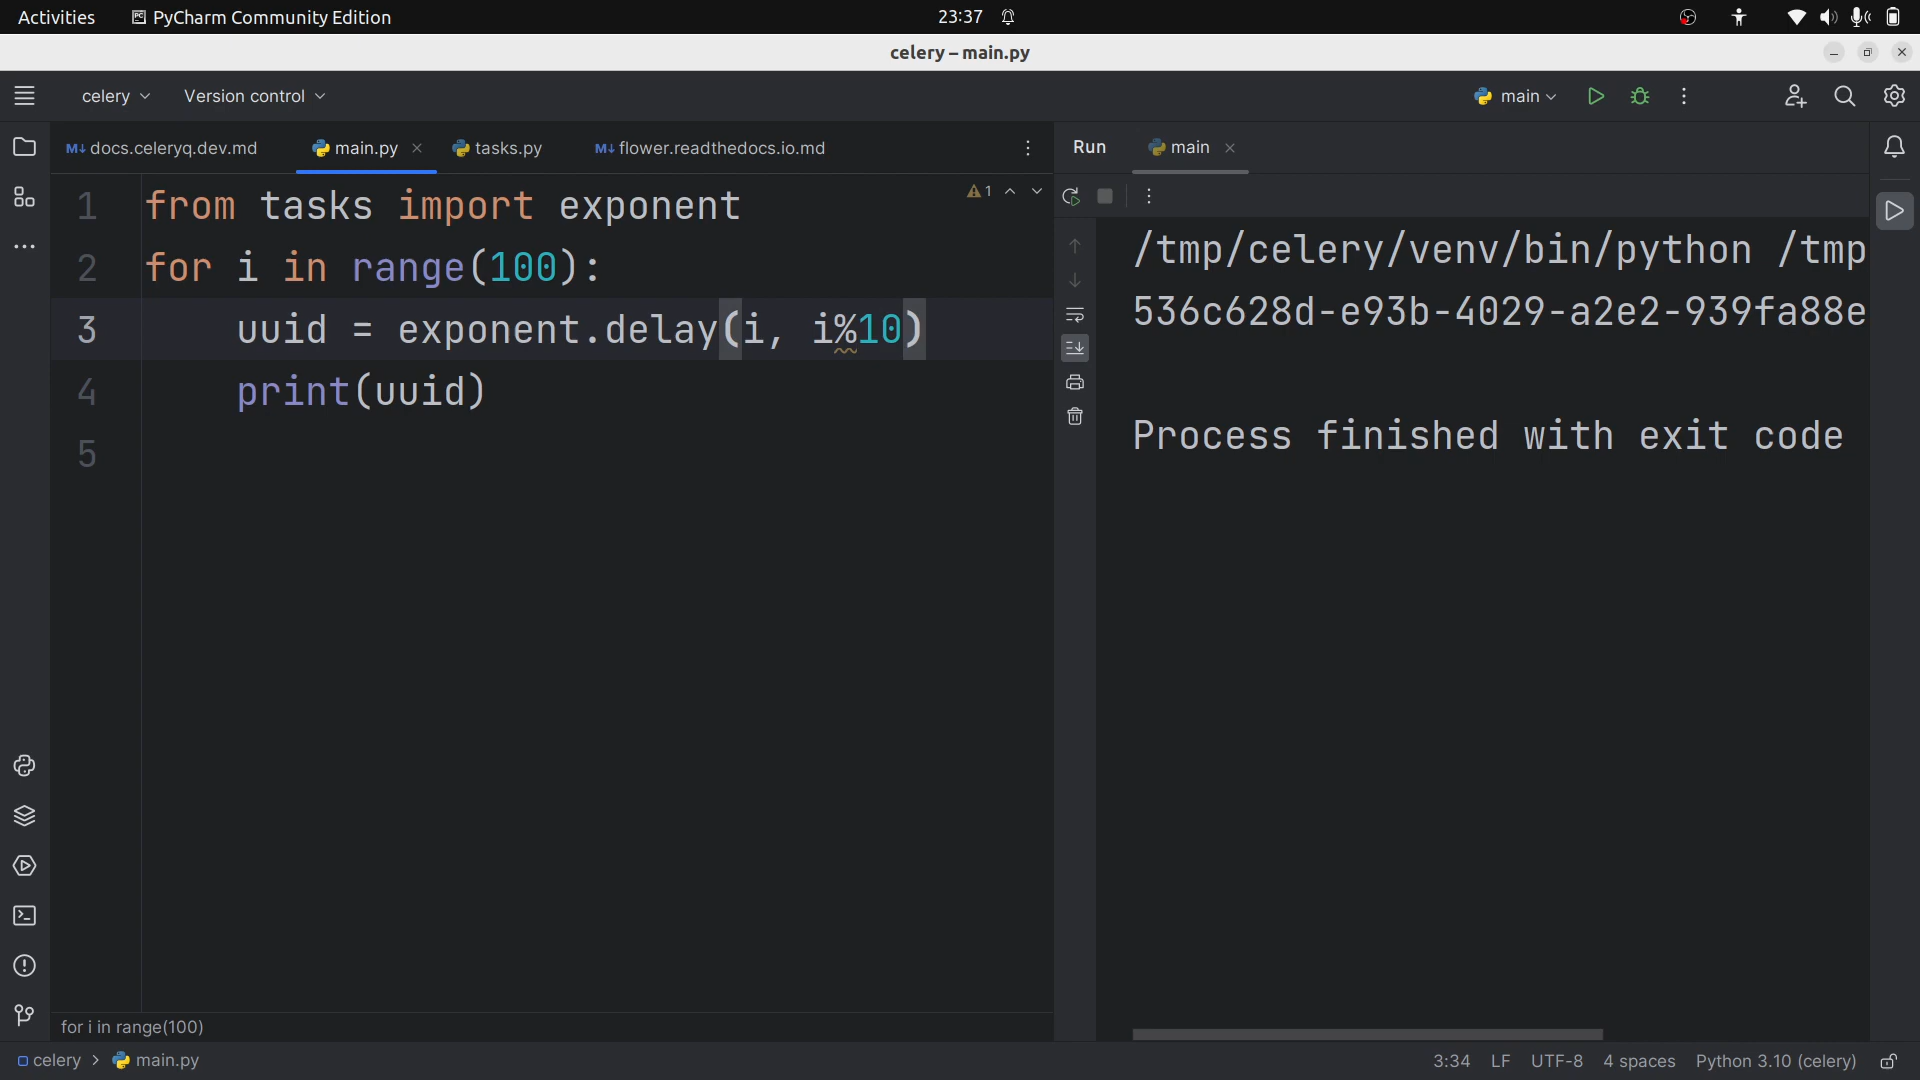 Activities PyCharm Community Edition 23:37
celery – main.py
celery Version control main
docs.celeryq.dev.md main.py tasks.py flower.readthedocs.io.md Run main
1 from tasks import exponent
2 for i in range(100):
3 uuid = exponent.delay(i, i%10)
4 print(uuid)
5
1
/tmp/celery/venv/bin/python /tmp
536c628d-e93b-4029-a2e2-939fa88e
Process finished with exit code
for i in range(100)
celery > main.py 3:34 LF UTF-8 4 spaces Python 3.10 (celery)